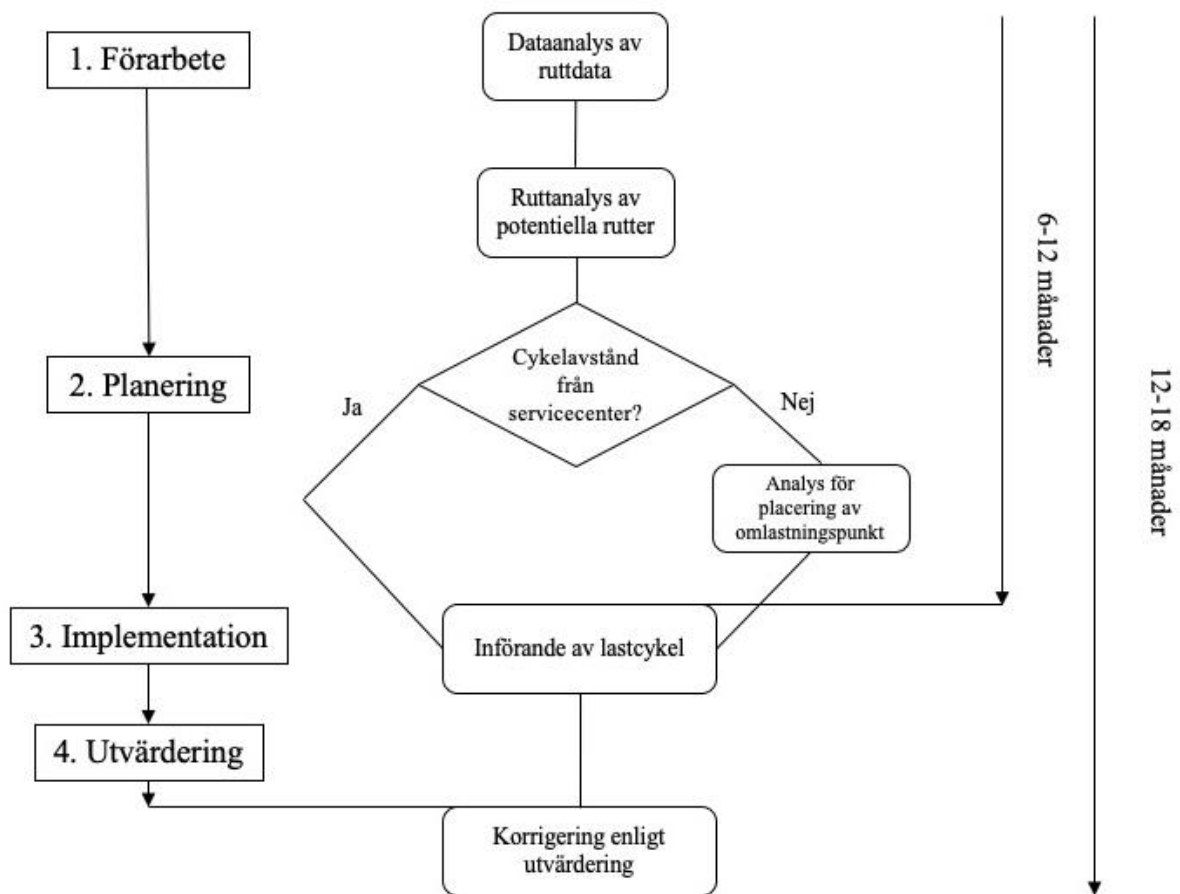 1. Förarbete
Dataanalys av
ruttdata
Ruttanalys av
potentiella rutter
6-12 månader
Cykelavstånd
från
servicecenter?
2. Planering
Ja
Nej
12-18 månader
Analys för
placering av
omlastningspunkt
3. Implementation
Införande av lastcykel
4. Utvärdering
Korrigering enligt
utvärdering